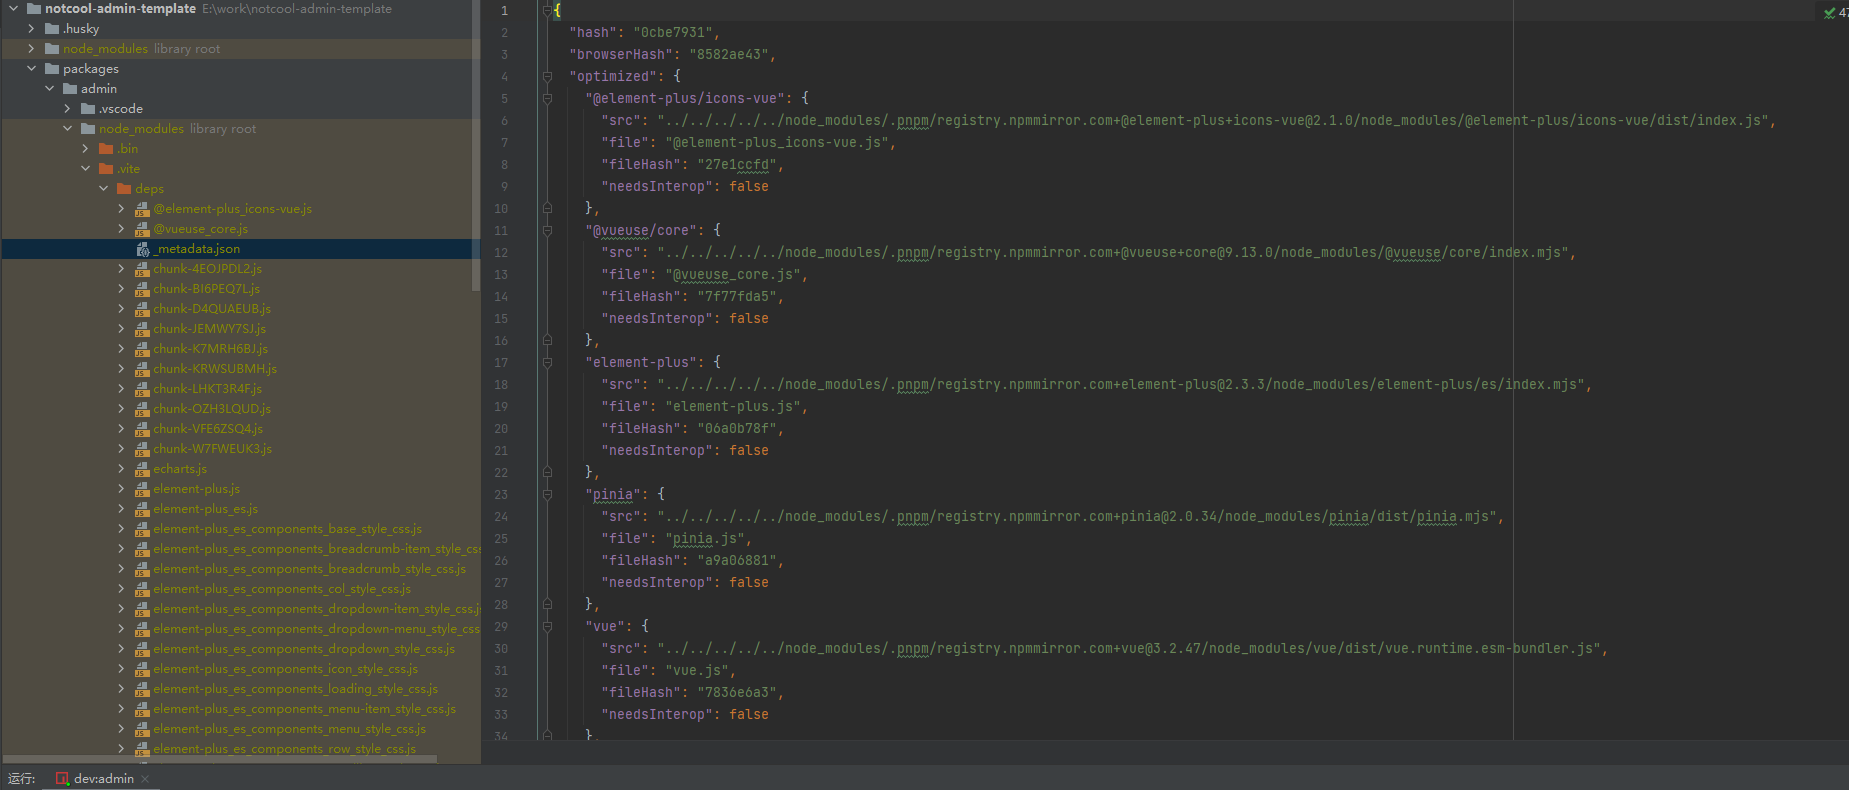 notcool-admin-template E:\work\notcool-admin-template
.husky
node_modules library root
packages
admin
.vscode
node_modules library root
.bin
.vite
deps
@element-plus_icons-vue.js
@vueuse_core.js
_metadata.json
chunk-4EOJPDL2.js
chunk-BI6PEQ7L.js
chunk-D4QUAEUB.js
chunk-JEMWY7SJ.js
chunk-K7MRH6BJ.js
chunk-KRWSUBMH.js
chunk-LHKT3R4F.js
chunk-OZH3LQUD.js
chunk-VFE6ZSQ4.js
chunk-W7FWEUK3.js
echarts.js
element-plus.js
element-plus_es.js
element-plus_es_components_base_style_css.js
element-plus_es_components_breadcrumb-item_style_css
element-plus_es_components_breadcrumb_style_css.js
element-plus_es_components_col_style_css.js
element-plus_es_components_dropdown-item_style_css.j
element-plus_es_components_dropdown-menu_style_css
element-plus_es_components_dropdown_style_css.js
element-plus_es_components_icon_style_css.js
element-plus_es_components_loading_style_css.js
element-plus_es_components_menu-item_style_css.js
element-plus_es_components_menu_style_css.js
element-plus_es_components_row_style_css.js
1 {
2 "hash": "0cbe7931",
3 "browserHash": "8582ae43",
4 "optimized": {
5 "@element-plus/icons-vue": {
6 "src": "../../../../../node_modules/.pnpm/registry.npmmirror.com+@element-plus+icons-vue@2.1.0/node_modules/@element-plus/icons-vue/dist/index.js",
7 "file": "@element-plus_icons-vue.js",
8 "fileHash": "27e1ccfd",
9 "needsInterop": false
10 },
11 "@vueuse/core": {
12 "src": "../../../../../node_modules/.pnpm/registry.npmmirror.com+@vueuse+core@9.13.0/node_modules/@vueuse/core/index.mjs",
13 "file": "@vueuse_core.js",
14 "fileHash": "7f77fda5",
15 "needsInterop": false
16 },
17 "element-plus": {
18 "src": "../../../../../node_modules/.pnpm/registry.npmmirror.com+element-plus@2.3.3/node_modules/element-plus/es/index.mjs",
19 "file": "element-plus.js",
20 "fileHash": "06a0b78f",
21 "needsInterop": false
22 },
23 "pinia": {
24 "src": "../../../../../node_modules/.pnpm/registry.npmmirror.com+pinia@2.0.34/node_modules/pinia/dist/pinia.mjs",
25 "file": "pinia.js",
26 "fileHash": "a9a06881",
27 "needsInterop": false
28 },
29 "vue": {
30 "src": "../../../../../node_modules/.pnpm/registry.npmmirror.com+vue@3.2.47/node_modules/vue/dist/vue.runtime.esm-bundler.js",
31 "file": "vue.js",
32 "fileHash": "7836e6a3",
33 "needsInterop": false
34 },
47
运行: dev:admin